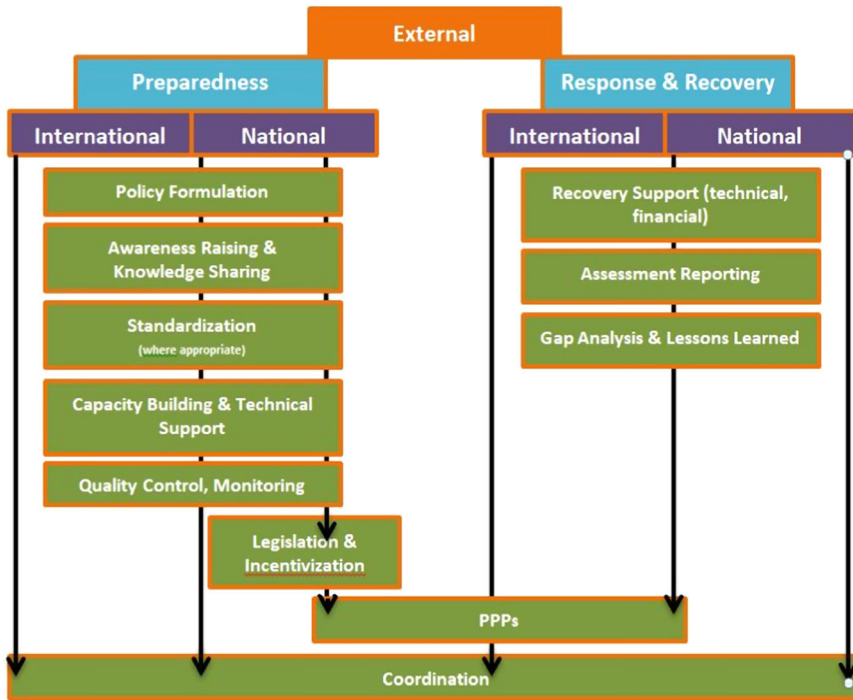 External
Preparedness
Response & Recovery
International
National
International
National
Policy Formulation
Awareness Raising &
Knowledge Sharing
Standardization
(where appropriate)
Capacity Building & Technical
Support
Quality Control, Monitoring
Legislation &
Incentivization
Recovery Support (technical,
financial)
Assessment Reporting
Gap Analysis & Lessons Learned
PPPs
Coordination